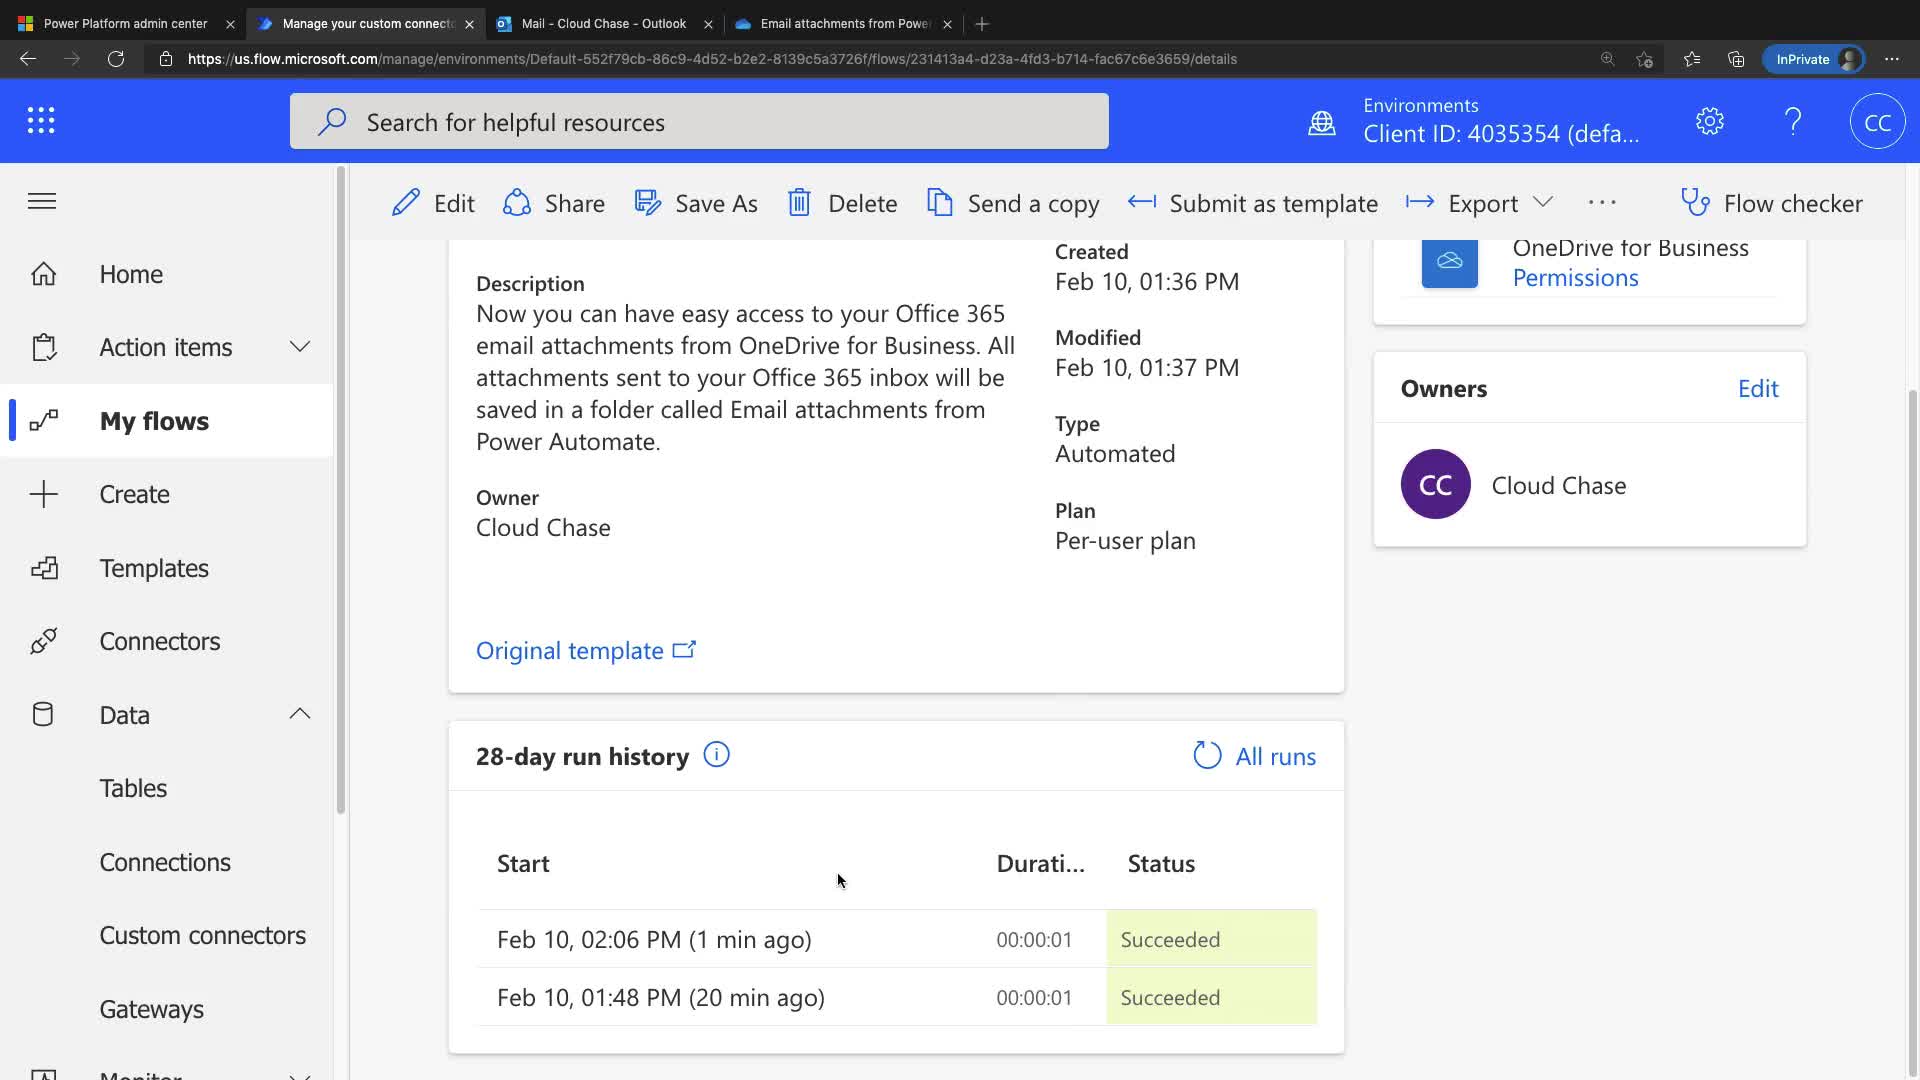 Power Platform admin center
Manage your custom connecto
Mail - Cloud Chase - Outlook
Email attachments from Power
https://us.flow.microsoft.com/manage/environments/Default-552f79cb-86c9-4d52-b2e2-8139c5a3726f/flows/231413a4-d23a-4fd3-b714-fac67c6e3659/details
InPrivate
Search for helpful resources
Environments
Client ID: 4035354 (defa...
CC
Edit
Share
Save As
Delete
Send a copy
Submit as template
Export
Flow checker
Home
Action items
My flows
Create
Templates
Connectors
Data
Tables
Connections
Custom connectors
Gateways
Monitor
Description
Now you can have easy access to your Office 365
email attachments from OneDrive for Business. All
attachments sent to your Office 365 inbox will be
saved in a folder called Email attachments from
Power Automate.
Owner
Cloud Chase
Original template
Created
Feb 10, 01:36 PM
Modified
Feb 10, 01:37 PM
Type
Automated
Plan
Per-user plan
OneDrive for Business
Permissions
Owners
Edit
CC
Cloud Chase
28-day run history
All runs
Start Durati... Status
Feb 10, 02:06 PM (1 min ago) 00:00:01 Succeeded
Feb 10, 01:48 PM (20 min ago) 00:00:01 Succeeded